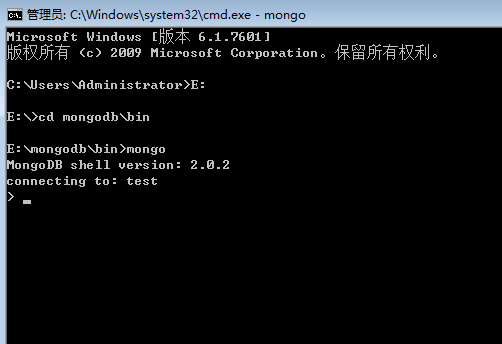 管理员: C:\Windows\system32\cmd.exe - mongo
Microsoft Windows [版本 6.1.7601]
版权所有 (c) 2009 Microsoft Corporation。保留所有权利。
C:\Users\Administrator>E:
E:\>cd mongodb\bin
E:\mongodb\bin>mongo
MongoDB shell version: 2.0.2
connecting to: test
>